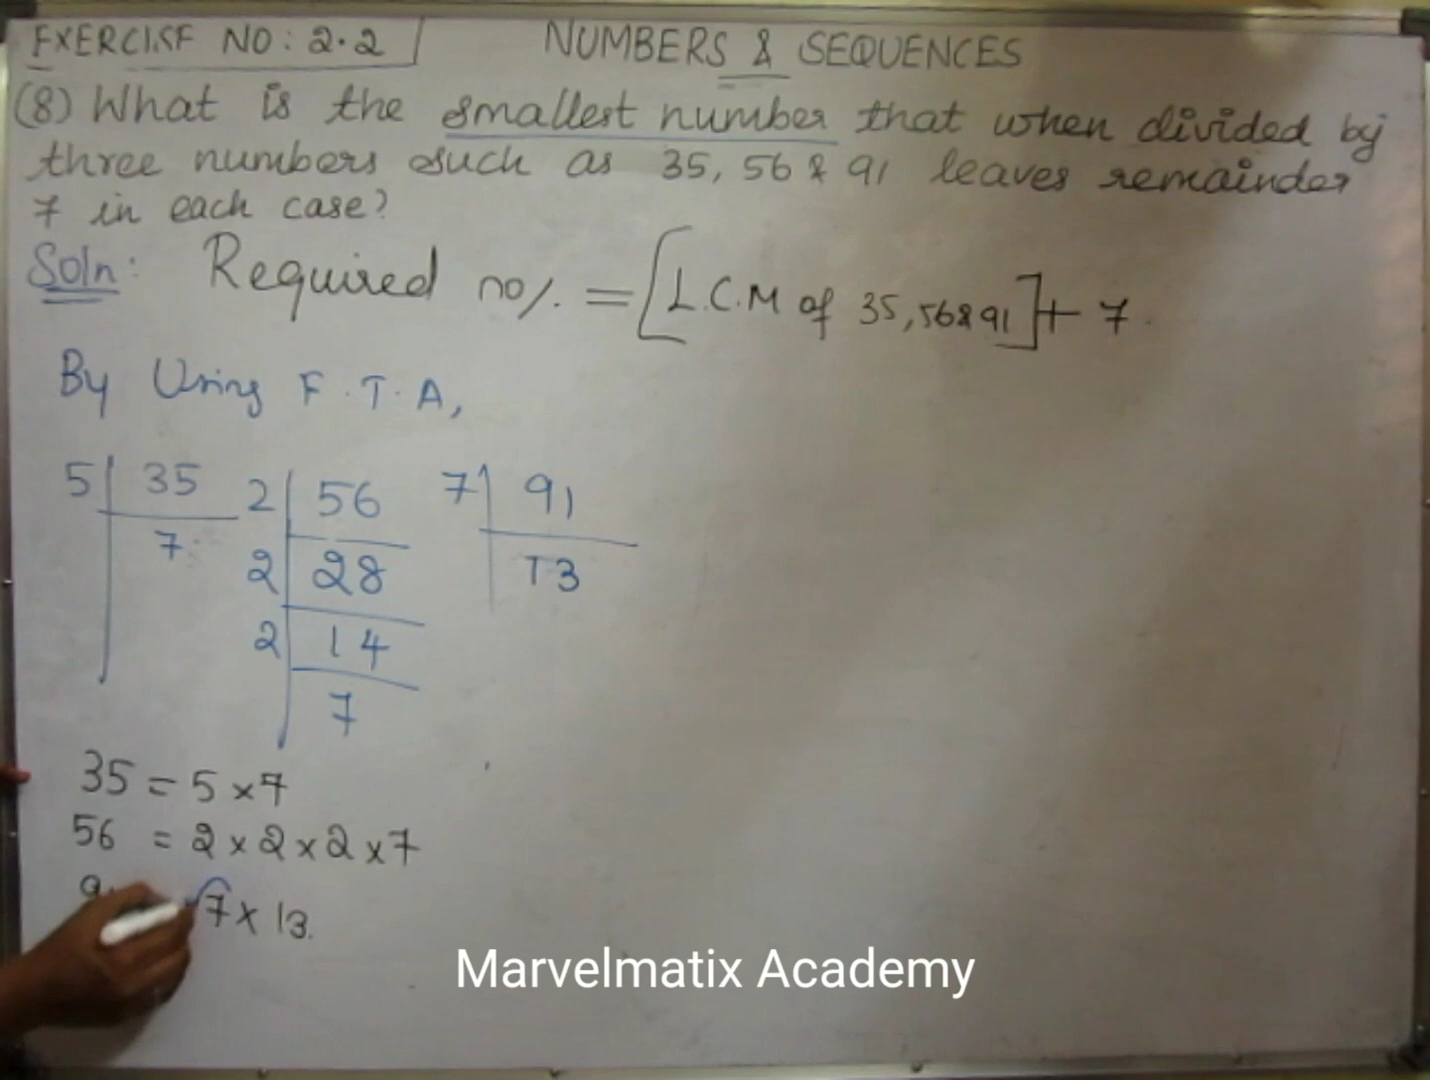 EXERCISE NO: 2.2
NUMBERS & SEQUENCES
(8) What is the smallest number that when divided by
three numbers such as 35, 56 & 91 leaves remainder
7 in each case?
Soln: Required no/. = [L.C.M of 35,56&91] + 7.
By Using F.T.A,
5 35 2 56 7 91
7 2 28 13
2 14
7
35 = 5 × 7
56 = 2 × 2 × 2 × 7
7 × 13.
Marvelmatix Academy